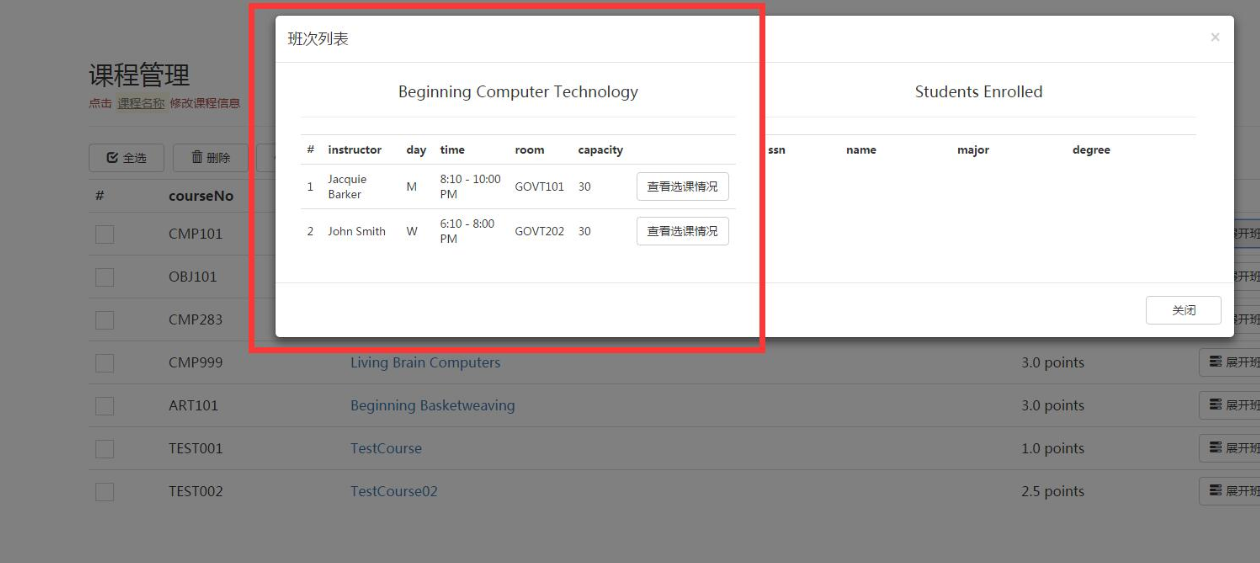 班次列表 ×
课程管理
点击 课程名称 修改课程信息
Beginning Computer Technology
Students Enrolled
全选 删除
# instructor day time room capacity
ssn name major degree
1 Jacquie Barker M 8:10 - 10:00 PM GOVT101 30 查看选课情况
2 John Smith W 6:10 - 8:00 PM GOVT202 30 查看选课情况
关闭
# courseNo
CMP101 展开班
OBJ101 展开班
CMP283 展开班
CMP999 Living Brain Computers 3.0 points 展开班
ART101 Beginning Basketweaving 3.0 points 展开班
TEST001 TestCourse 1.0 points 展开班
TEST002 TestCourse02 2.5 points 展开班